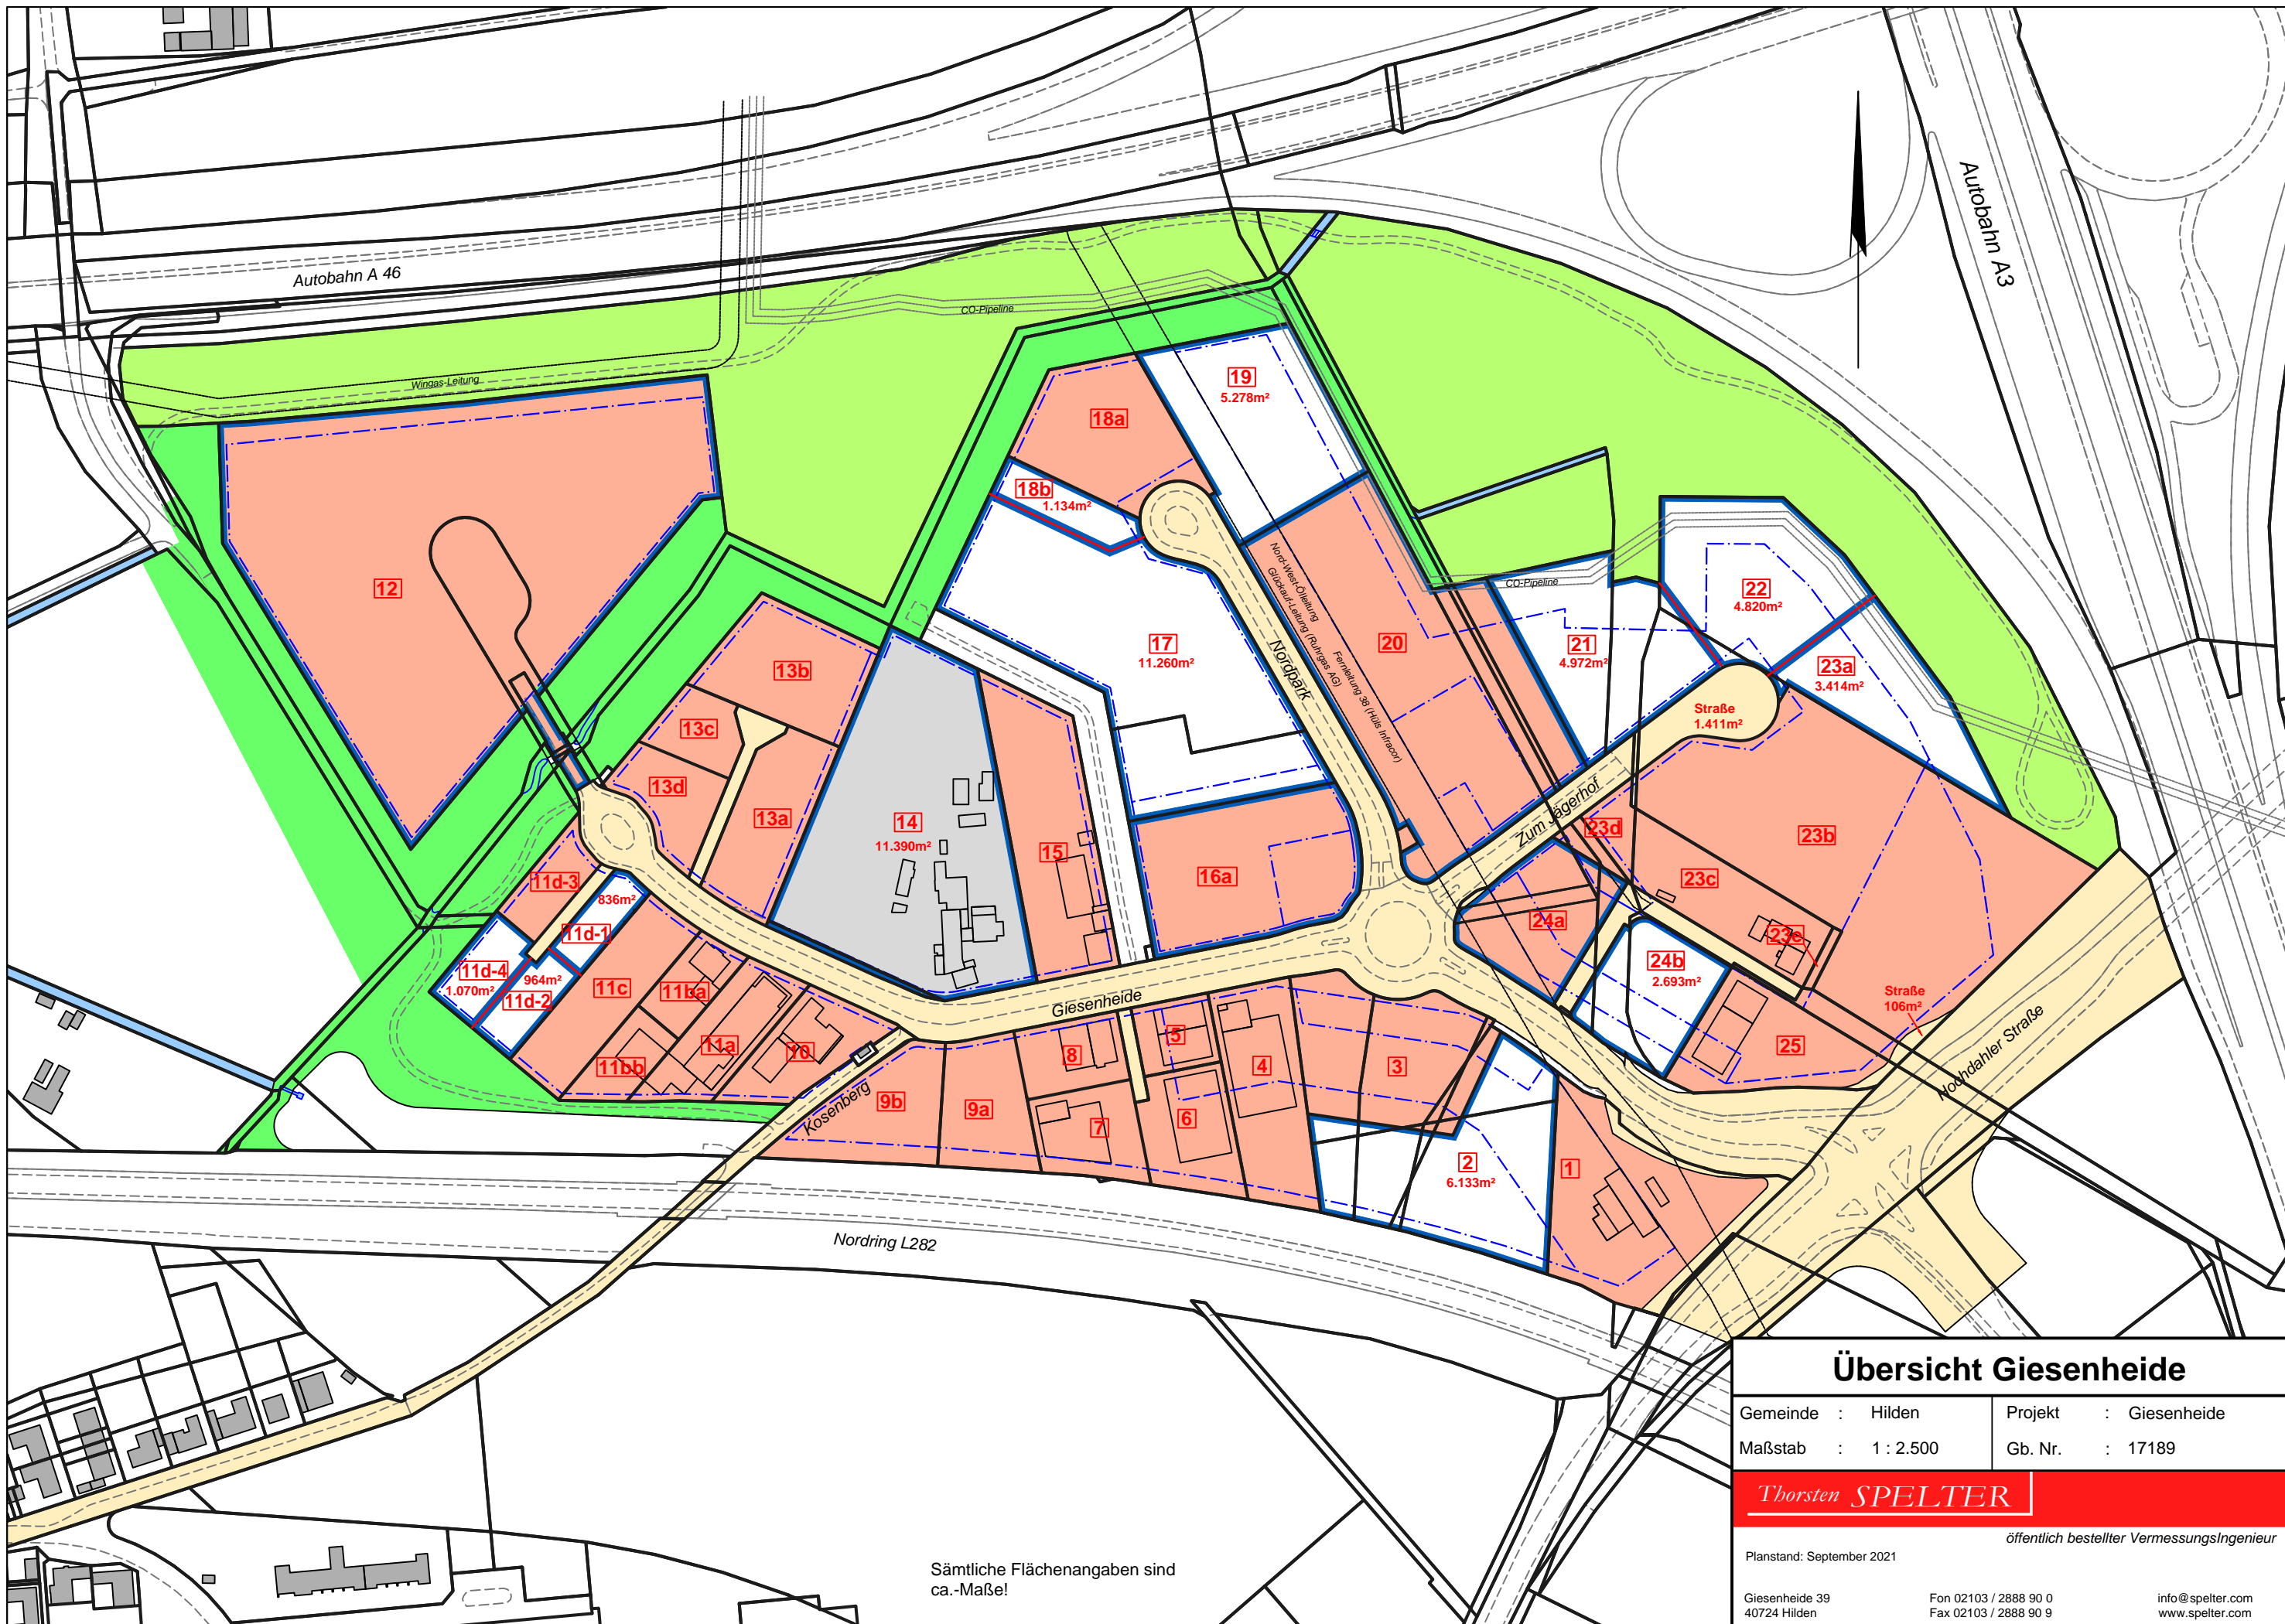 Autobahn A 46
Autobahn A3
CO-Pipeline
Wingas-Leitung
19
5.278m²
18a
18b
1.134m²
12
17
11.260m²
Nordpark
Nord-West-Ölleitung
Glückauf-Leitung (Ruhrgas AG)
Fernleitung 38 (Hüls Infracor)
20
CO-Pipeline
21
4.972m²
22
4.820m²
23a
3.414m²
Straße
1.411m²
13b
13c
13d
13a
14
11.390m²
15
16a
Zum Jägerhof
23d
23b
23c
23e
24a
24b
2.693m²
Straße
106m²
25
Hochdahler Straße
11d-3
836m²
11d-1
11d-4
1.070m²
964m²
11d-2
11c
11ba
11a
11bb
10
Giesenheide
Kosenberg
9b
9a
8
7
5
6
4
3
2
6.133m²
1
Nordring L282
Sämtliche Flächenangaben sind
ca.-Maße!
Übersicht Giesenheide
Gemeinde : Hilden
Projekt : Giesenheide
Maßstab : 1 : 2.500
Gb. Nr. : 17189
Thorsten SPELTER
öffentlich bestellter VermessungsIngenieur
Planstand: September 2021
Giesenheide 39
40724 Hilden
Fon 02103 / 2888 90 0
Fax 02103 / 2888 90 9
info@spelter.com
www.spelter.com